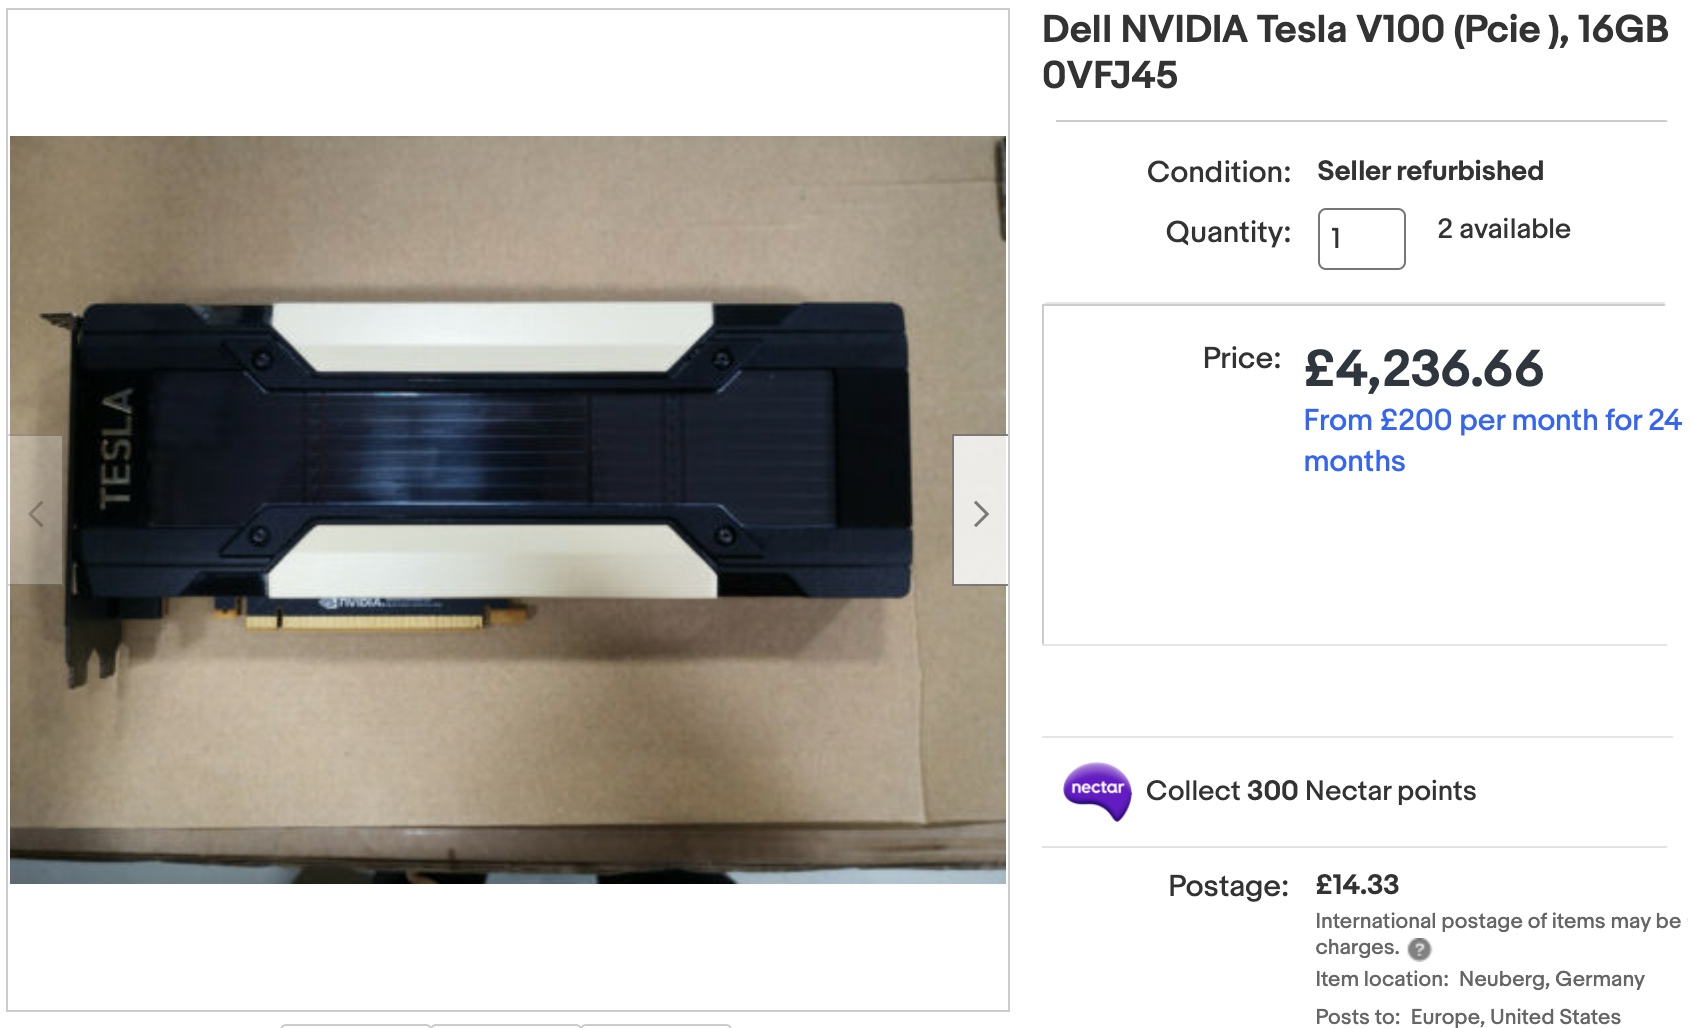 Dell NVIDIA Tesla V100 (Pcie ), 16GB
0VFJ45
Condition: Seller refurbished
Quantity: 1 2 available
TESLA
nVIDIA.
Price: £4,236.66
From £200 per month for 24
months
nectar Collect 300 Nectar points
Postage: £14.33
International postage of items may be
charges. ?
Item location: Neuberg, Germany
Posts to: Europe, United States